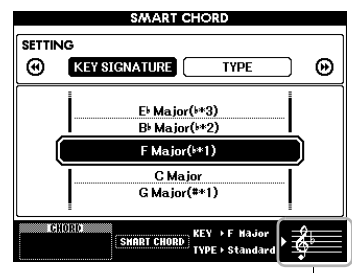 SMART CHORD
SETTING
KEY SIGNATURE TYPE
E♭ Major(♭*3)
B♭ Major(♭*2)
F Major(♭*1)
C Major
G Major(#*1)
CHORD
SMART CHORD
KEY ▸ F Major
TYPE ▸ Standard